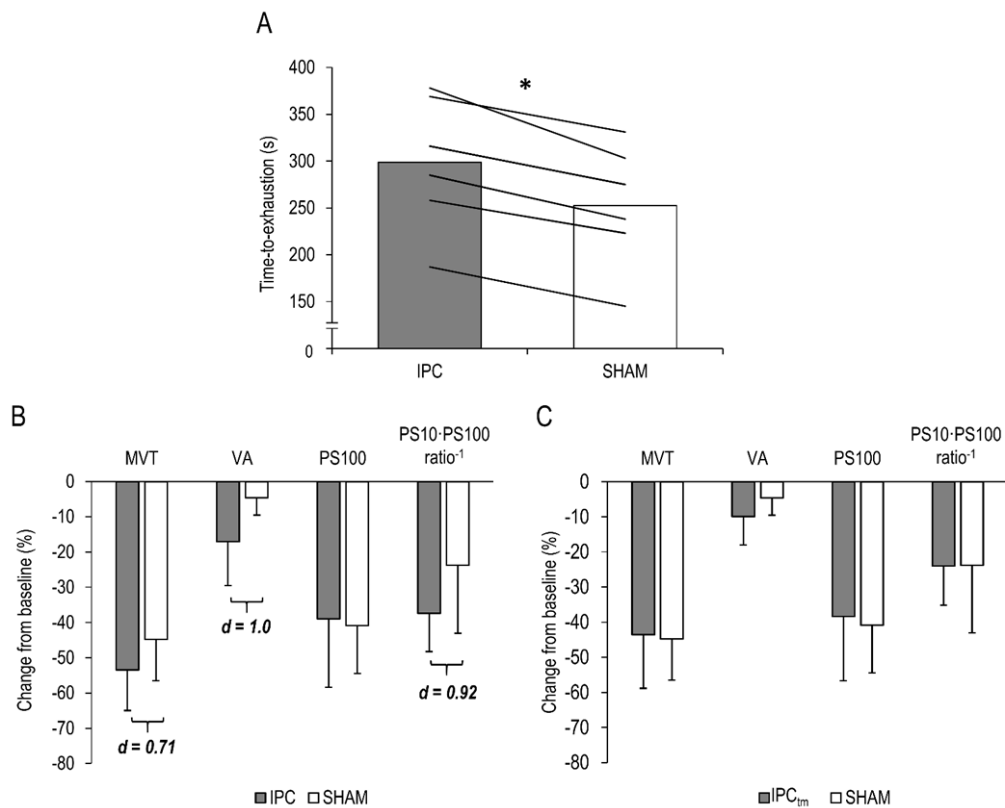 A
Time-to-exhaustion (s)
400
350
300
250
200
150
0
*
IPC
SHAM
B
MVT
VA
PS100
PS10·PS100
ratio⁻¹
Change from baseline (%)
0
-10
-20
-30
-40
-50
-60
-70
-80
d = 0.71
d = 1.0
d = 0.92
IPC
SHAM
C
MVT
VA
PS100
PS10·PS100
ratio⁻¹
Change from baseline (%)
0
-10
-20
-30
-40
-50
-60
-70
-80
IPCtm
SHAM